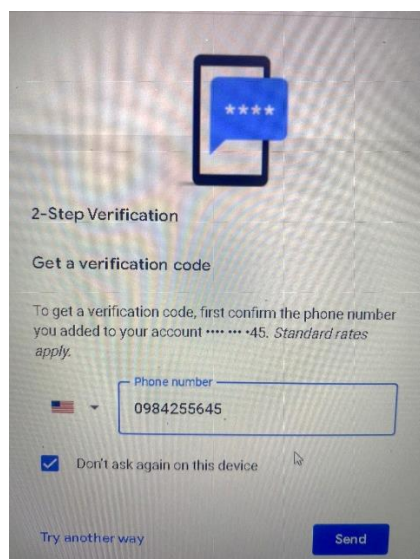 ****
2-Step Verification
Get a verification code
To get a verification code, first confirm the phone number
you added to your account •••• ••• •45. Standard rates
apply.
Phone number
0984255645
Don't ask again on this device
Try another way
Send